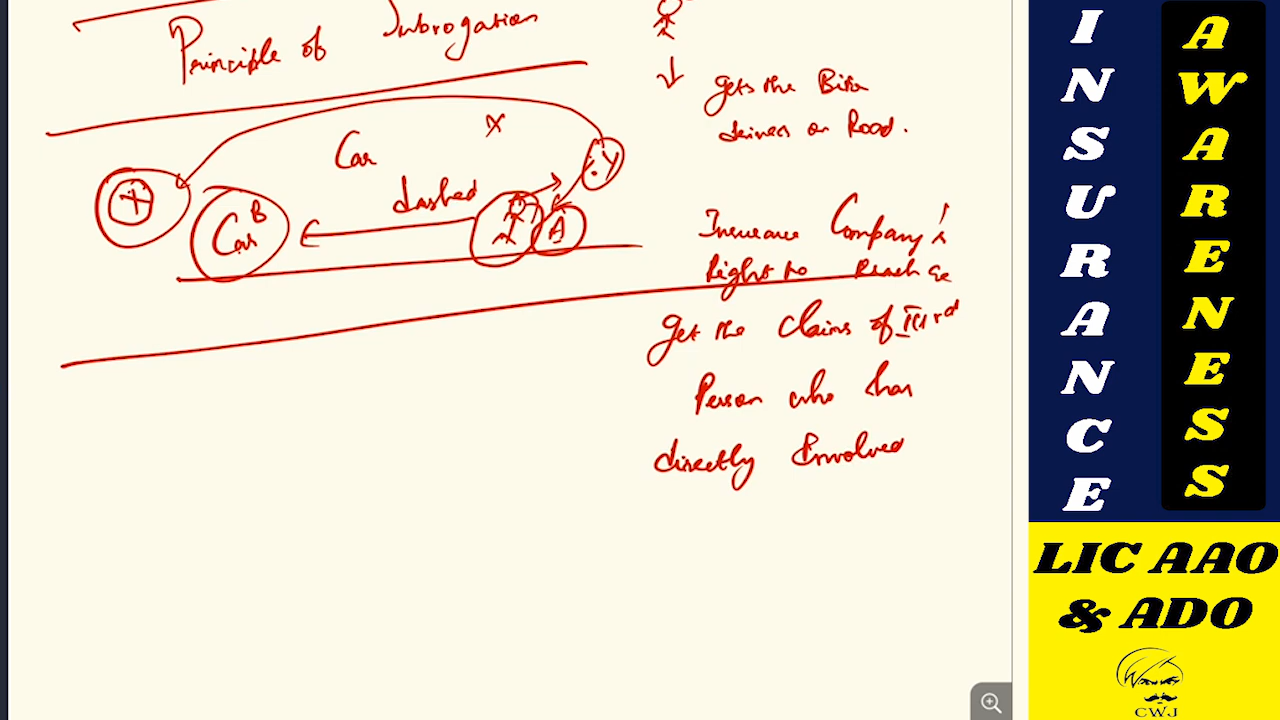 Principle of Subrogation
gets the Bike
drives on Road.
Car
X
Y
X
Car B
dashed
A
Insurance Company's
Right to Reach &
get the claims of IIIrd
Person who has
directly Involved
INSURANCE
AWARENESS
LIC AAO
& ADO
CWJ